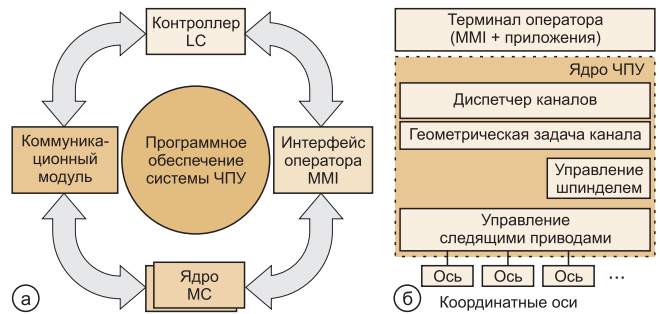 Контроллер
LC
Коммуника-
ционный
модуль
Программное
обеспечение
системы ЧПУ
Интерфейс
оператора
MMI
Ядро
MC
а
Терминал оператора
(MMI + приложения)
Ядро ЧПУ
Диспетчер каналов
Геометрическая задача канала
Управление
шпинделем
Управление
следящими приводами
Ось Ось Ось ...
Координатные оси
б